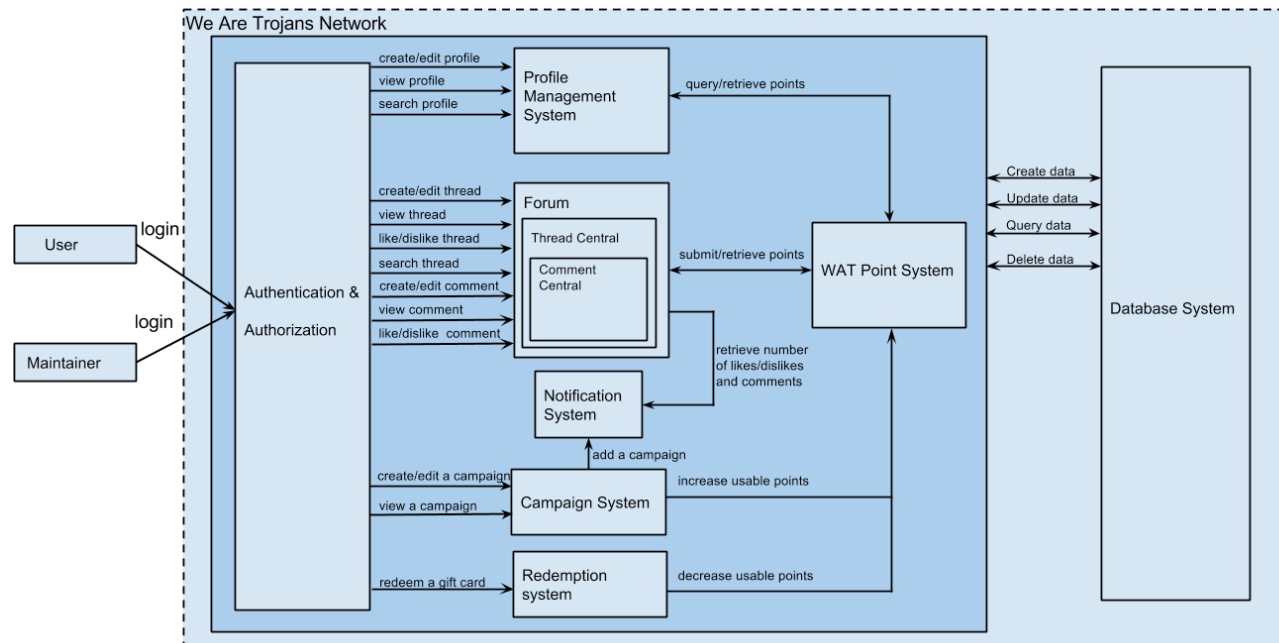 We Are Trojans Network
create/edit profile
view profile
search profile
Profile
Management
System
query/retrieve points
create/edit thread
view thread
like/dislike thread
search thread
create/edit comment
view comment
like/dislike  comment
Forum
Thread Central
Comment
Central
submit/retrieve points
WAT Point System
Create data
Update data
Query data
Delete data
Database System
login
User
login
Maintainer
Authentication &
Authorization
retrieve number
of likes/dislikes
and comments
Notification
System
add a campaign
create/edit a campaign
view a campaign
Campaign System
increase usable points
redeem a gift card
Redemption
system
decrease usable points